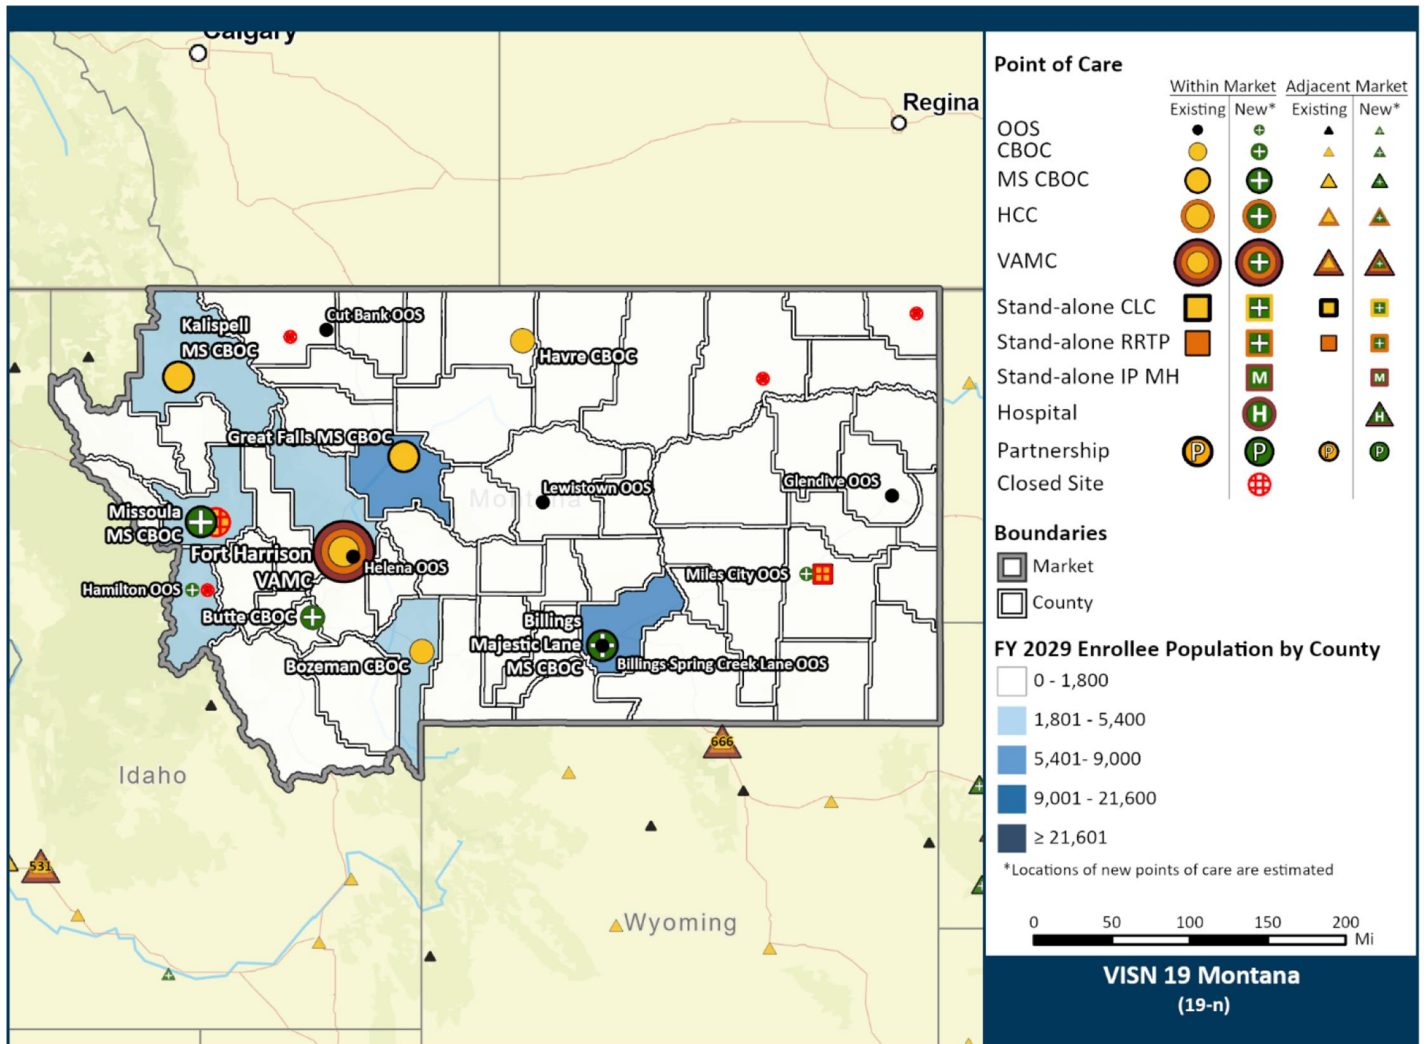 Calgary
Regina
Kalispell
MS CBOC
Cut Bank OOS
Havre CBOC
Great Falls MS CBOC
Montana
Lewistown OOS
Glendive OOS
Missoula
MS CBOC
Fort Harrison
VAMC
Helena OOS
Miles City OOS
Hamilton OOS
Butte CBOC
Billings
Majestic Lane
MS CBOC
Billings Spring Creek Lane OOS
Bozeman CBOC
666
Idaho
531
Wyoming
Point of Care
Within Market Adjacent Market
Existing New* Existing New*
OOS
CBOC
MS CBOC
HCC
VAMC
Stand-alone CLC
Stand-alone RRTP
Stand-alone IP MH M M
Hospital H H
Partnership P P P P
Closed Site
Boundaries
Market
County
FY 2029 Enrollee Population by County
0 - 1,800
1,801 - 5,400
5,401- 9,000
9,001 - 21,600
≥ 21,601
*Locations of new points of care are estimated
0 50 100 150 200
Mi
VISN 19 Montana
(19-n)